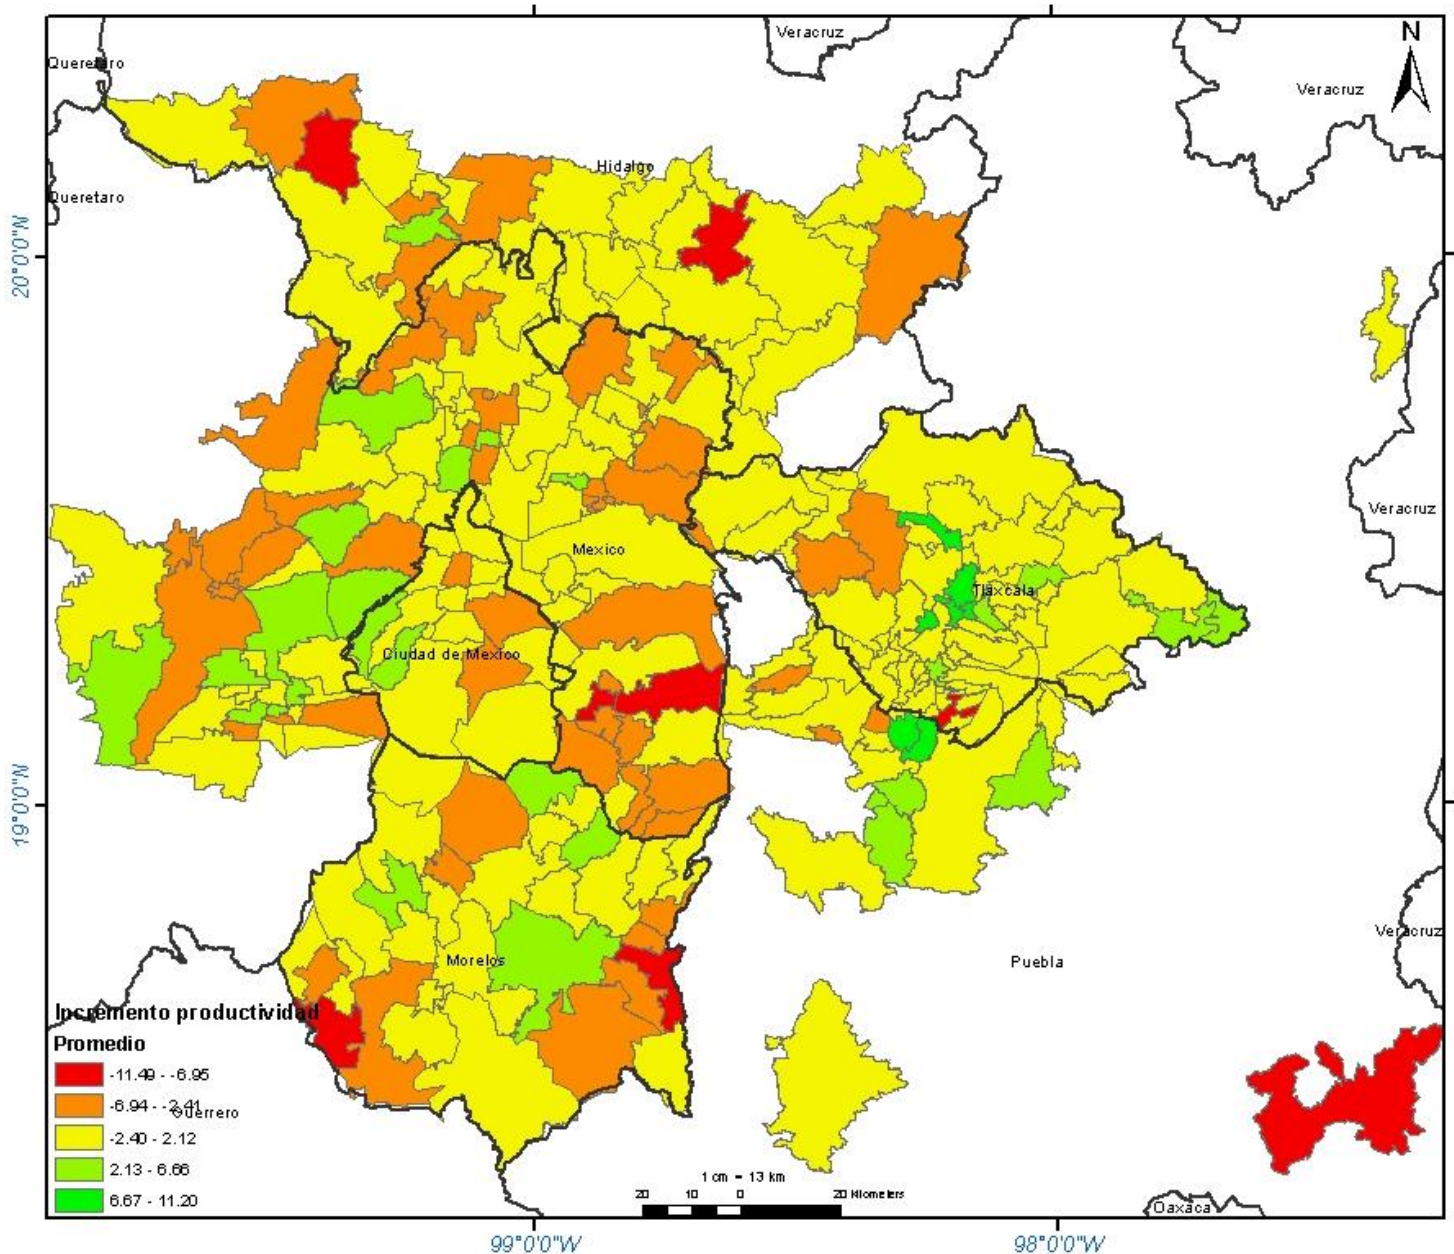 Veracruz
N
Queretaro
Veracruz
Hidalgo
Queretaro
20°0'0"N
Veracruz
Mexico
Tlaxcala
Ciudad de Mexico
19°0'0"N
Veracruz
Morelos
Puebla
Incremento productividad
Promedio
-11.49 - -6.95
-6.94 - -2.41
Guerrero
-2.40 - 2.12
2.13 - 6.66
6.67 - 11.20
1 cm = 13 km
20 10 0 20 Kilometers
Oaxaca
99°0'0"W
98°0'0"W